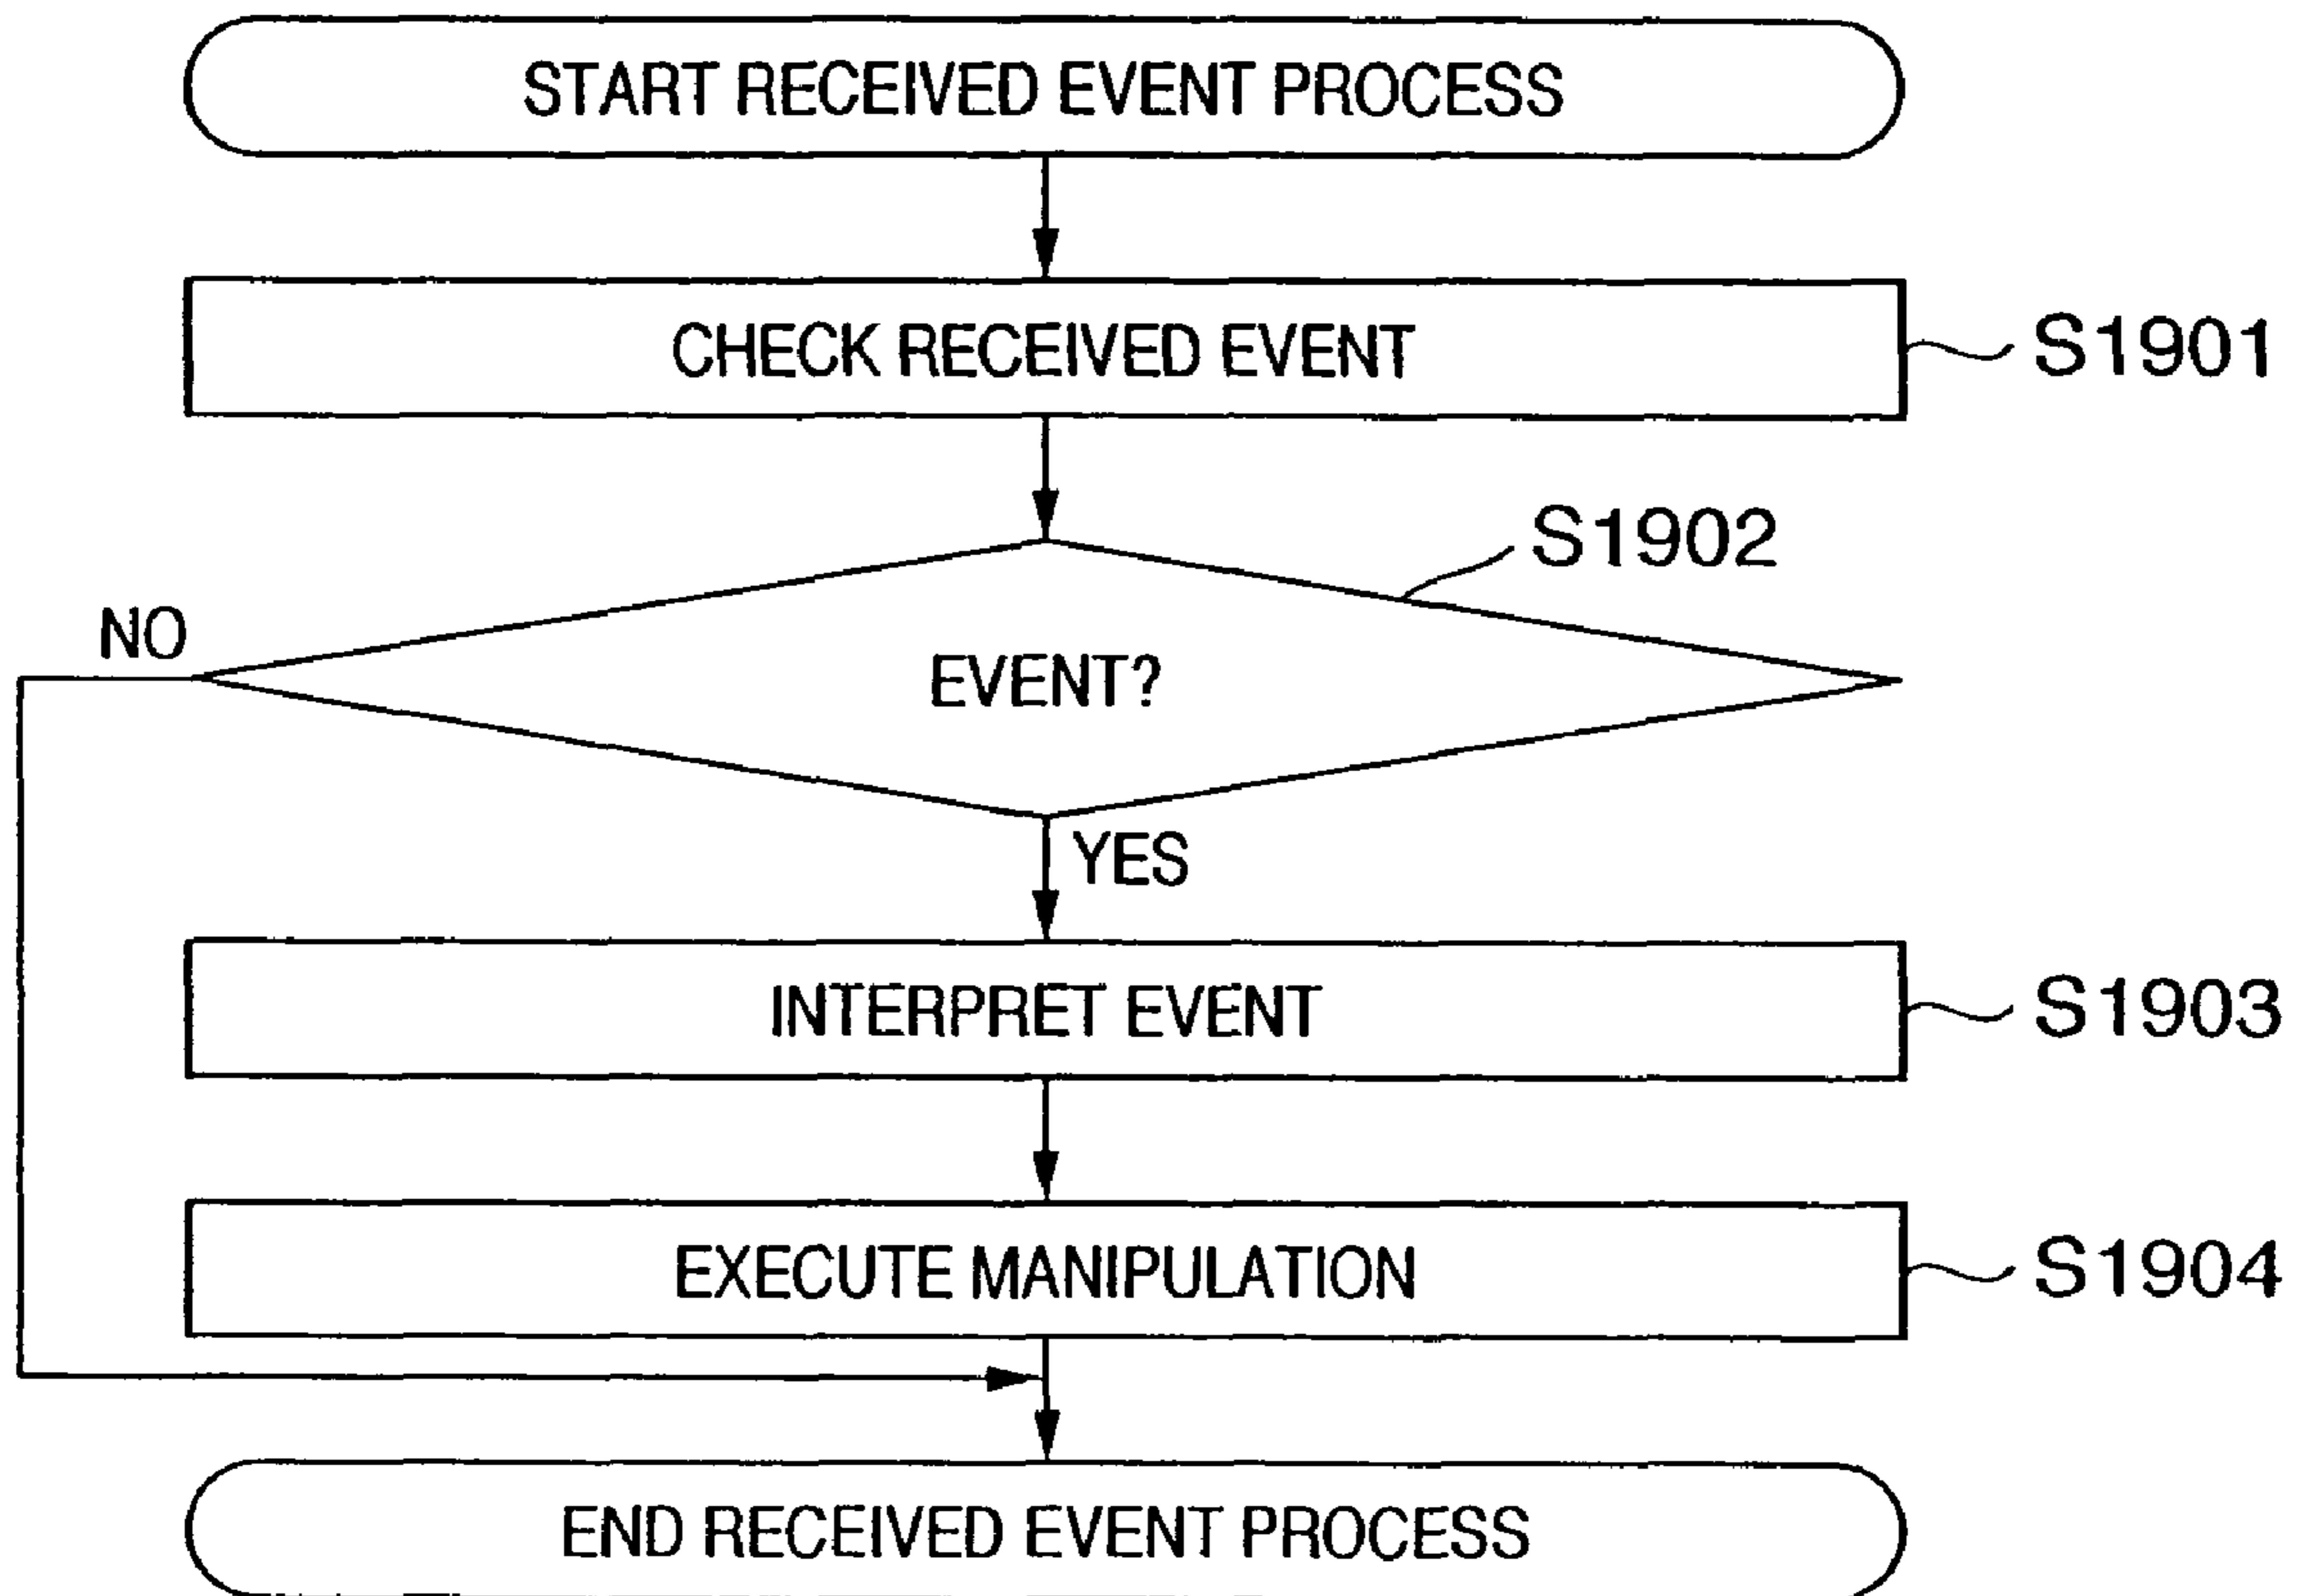 START RECEIVED EVENT PROCESS
CHECK RECEIVED EVENT
S1901
S1902
NO
EVENT?
YES
INTERPRET EVENT
S1903
EXECUTE MANIPULATION
S1904
END RECEIVED EVENT PROCESS